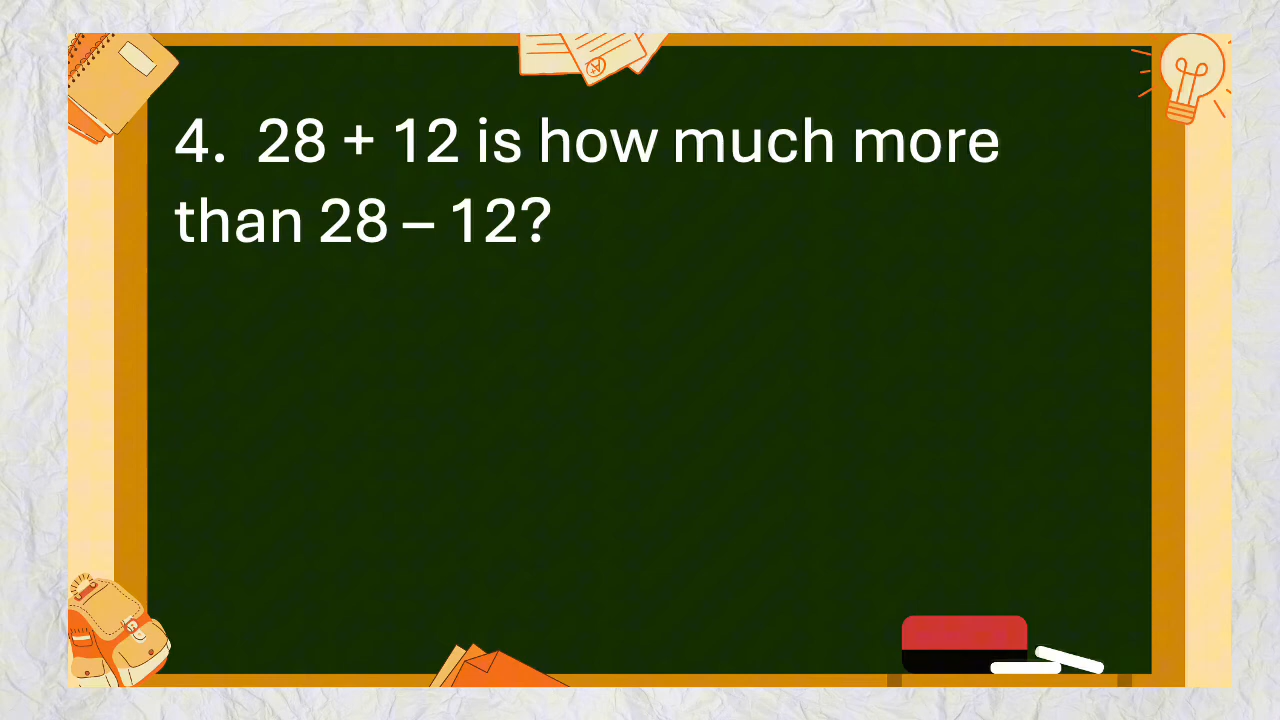 4. 28 + 12 is how much more
than 28 – 12?